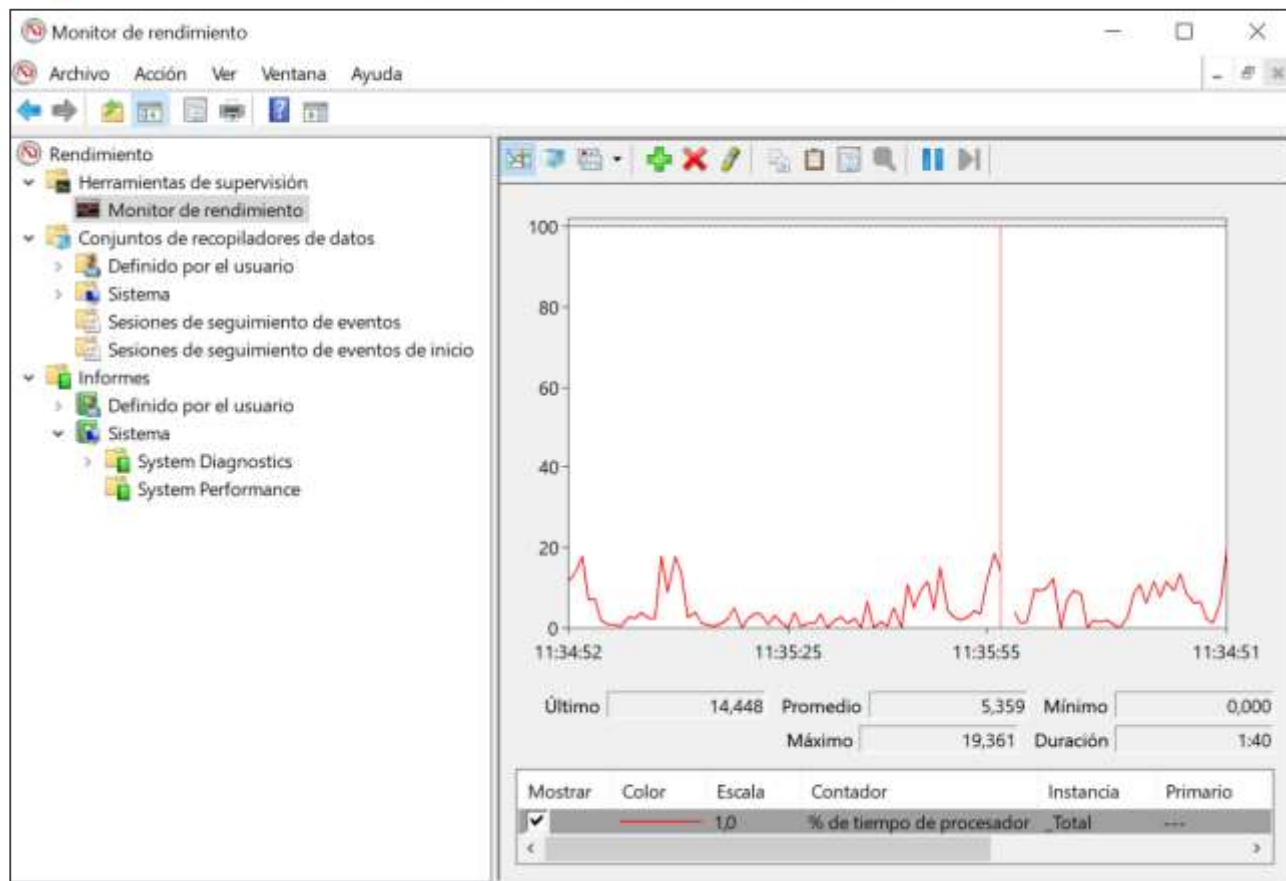 Monitor de rendimiento
Archivo Acción Ver Ventana Ayuda
Rendimiento
Herramientas de supervisión
Monitor de rendimiento
Conjuntos de recopiladores de datos
Definido por el usuario
Sistema
Sesiones de seguimiento de eventos
Sesiones de seguimiento de eventos de inicio
Informes
Definido por el usuario
Sistema
System Diagnostics
System Performance
100
80
60
40
20
0
11:34:52 11:35:25 11:35:55 11:34:51
Último 14,448 Promedio 5,359 Mínimo 0,000
Máximo 19,361 Duración 1:40
Mostrar Color Escala Contador Instancia Primario
1,0 % de tiempo de procesador _Total ---